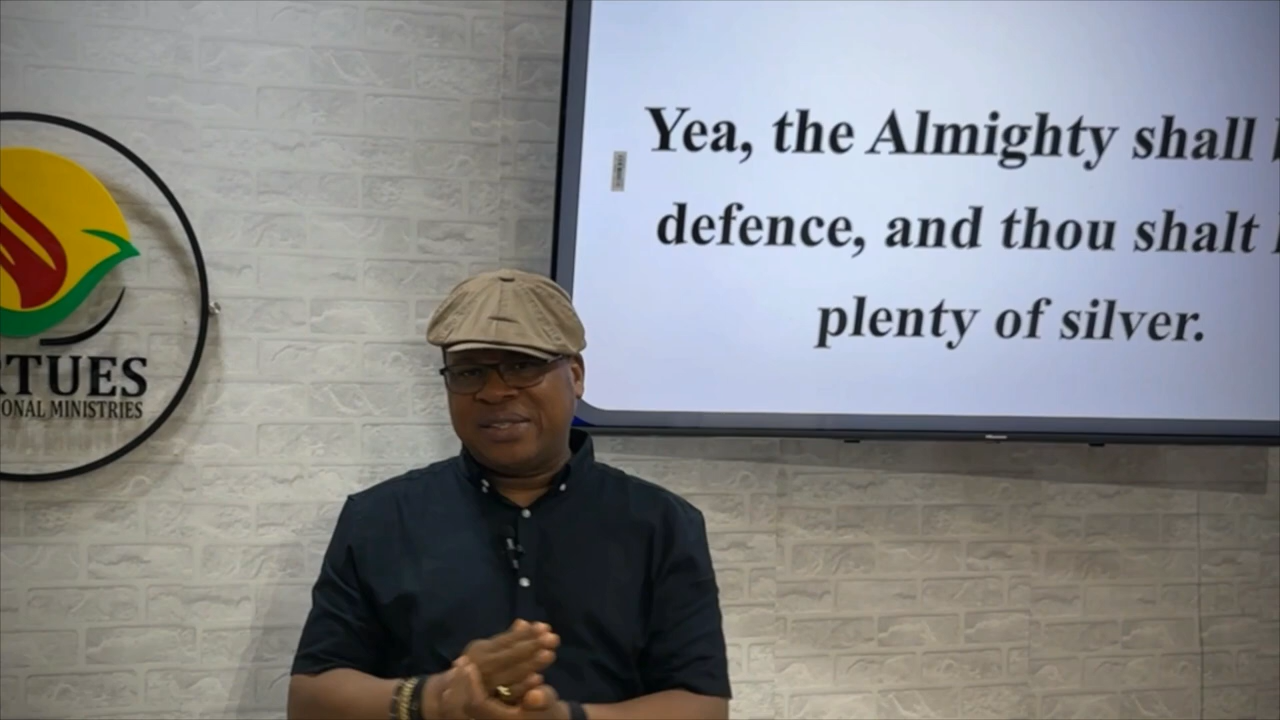 Yea, the Almighty shall
defence, and thou shalt
plenty of silver.
RTUES
ONAL MINISTRIES